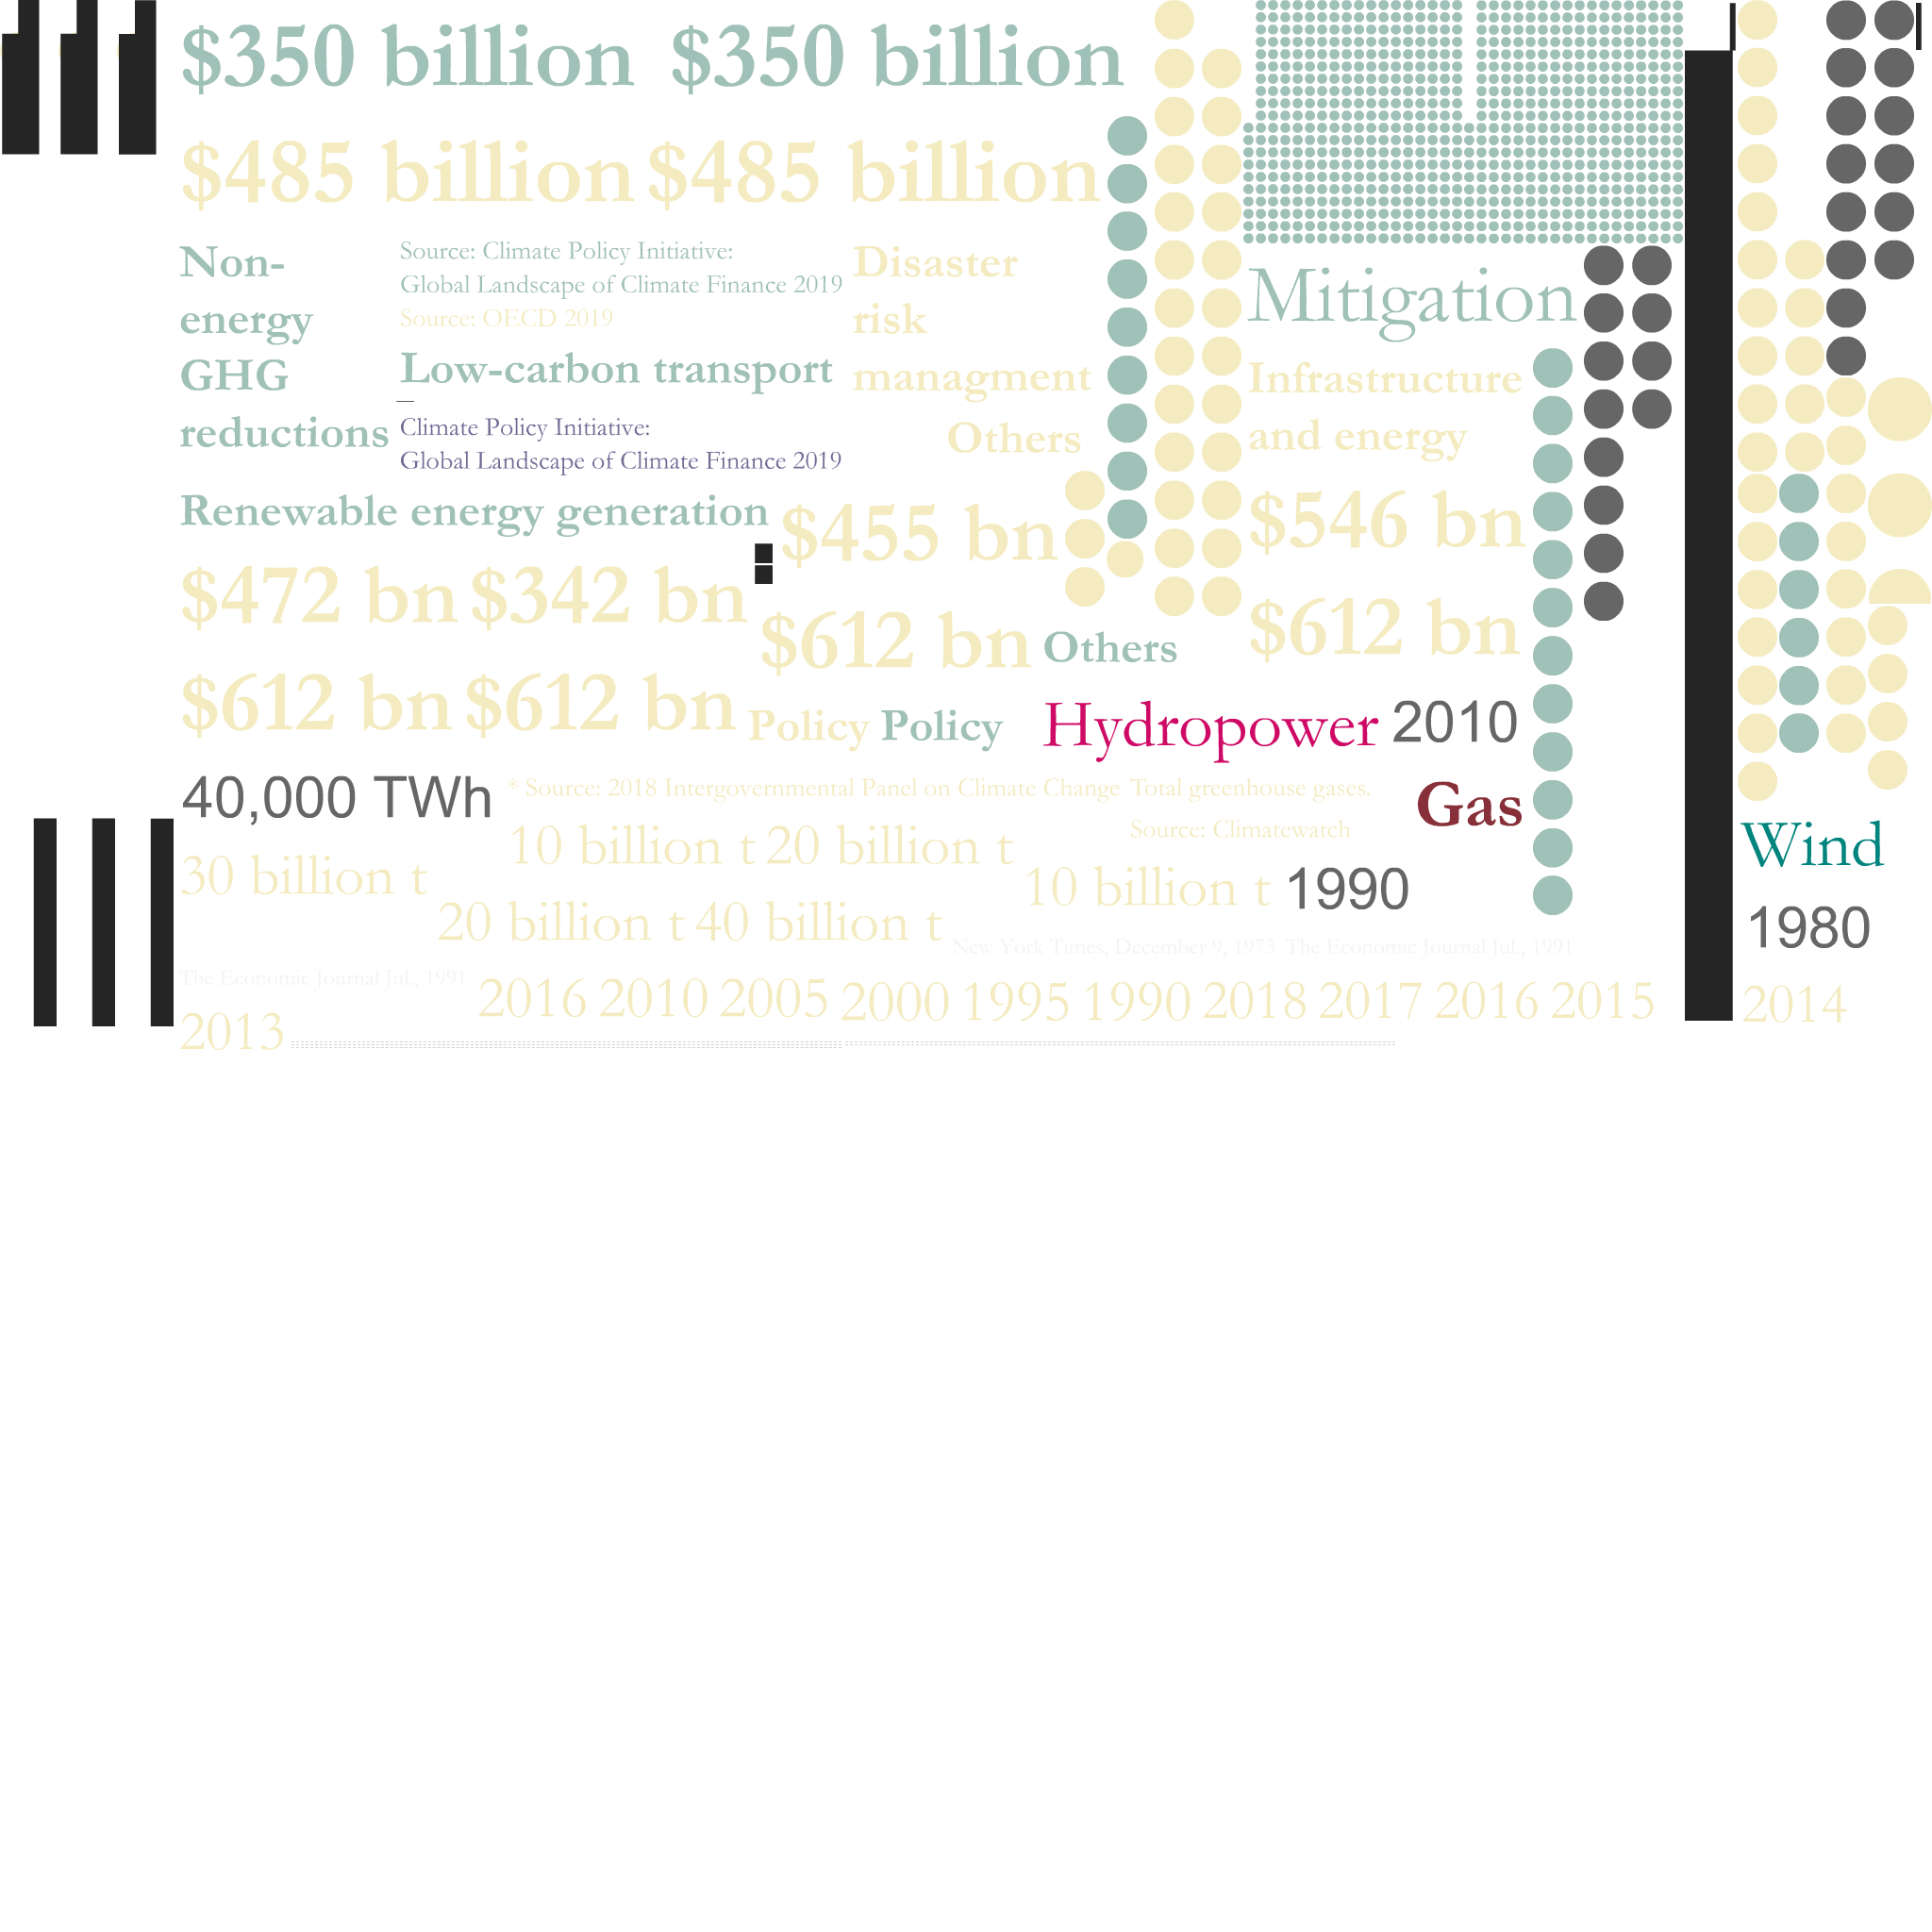 $350 billion $350 billion
$485 billion $485 billion
Non-
energy
GHG
reductions
Source: Climate Policy Initiative:
Global Landscape of Climate Finance 2019
Source: OECD 2019
Low-carbon transport
Climate Policy Initiative:
Global Landscape of Climate Finance 2019
Disaster
risk
managment
Others
Mitigation
Infrastructure
and energy
Renewable energy generation
$455 bn
$546 bn
$472 bn $342 bn
$612 bn
Others
$612 bn
$612 bn $612 bn
Policy Policy
Hydropower
2010
40,000 TWh
* Source: 2018 Intergovernmental Panel on Climate Change
Total greenhouse gases.
Source: Climatewatch
Gas
Wind
30 billion t
10 billion t 20 billion t
10 billion t
1990
20 billion t 40 billion t
1980
New York Times, December 9, 1973
The Economic Journal Jul., 1991
The Economic Journal Jul., 1991
2016 2010 2005 2000 1995 1990 2018 2017 2016 2015 2014
2013